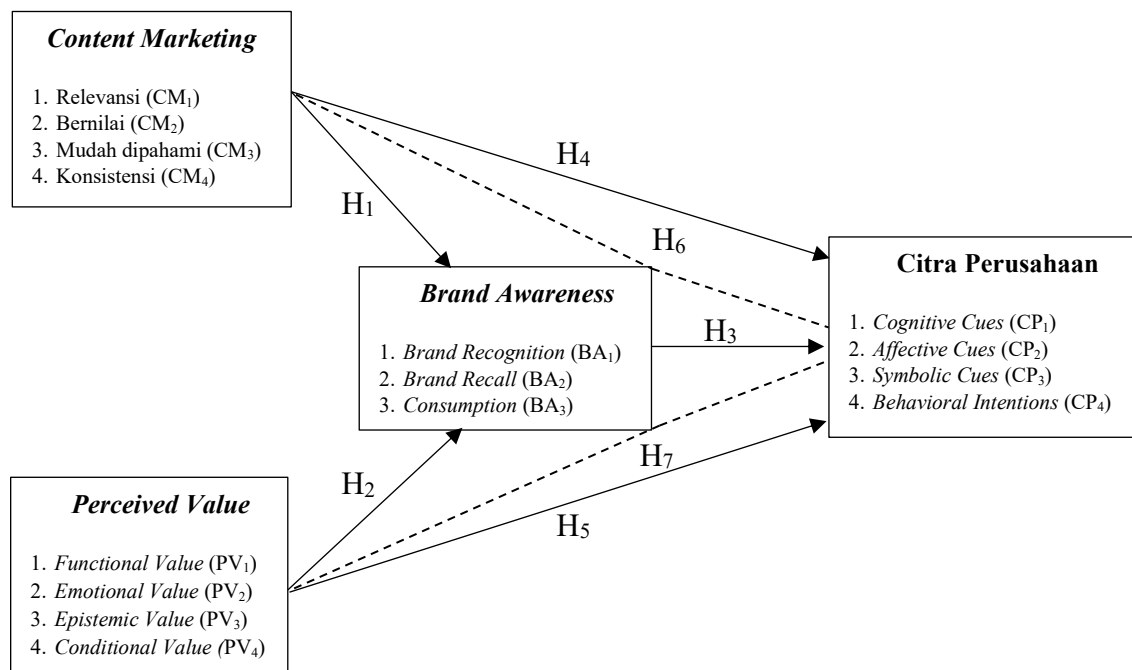 Content Marketing
1. Relevansi (CM₁)
2. Bernilai (CM₂)
3. Mudah dipahami (CM₃)
4. Konsistensi (CM₄)
H₄
H₁
H₆
Brand Awareness
1. Brand Recognition (BA₁)
2. Brand Recall (BA₂)
3. Consumption (BA₃)
H₃
Citra Perusahaan
1. Cognitive Cues (CP₁)
2. Affective Cues (CP₂)
3. Symbolic Cues (CP₃)
4. Behavioral Intentions (CP₄)
H₂
H₇
H₅
Perceived Value
1. Functional Value (PV₁)
2. Emotional Value (PV₂)
3. Epistemic Value (PV₃)
4. Conditional Value (PV₄)